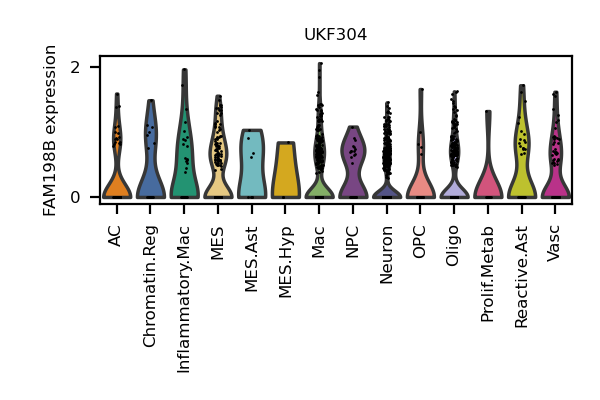 UKF304
FAM198B expression
2
0
AC
Chromatin.Reg
Inflammatory.Mac
MES
MES.Ast
MES.Hyp
Mac
NPC
Neuron
OPC
Oligo
Prolif.Metab
Reactive.Ast
Vasc